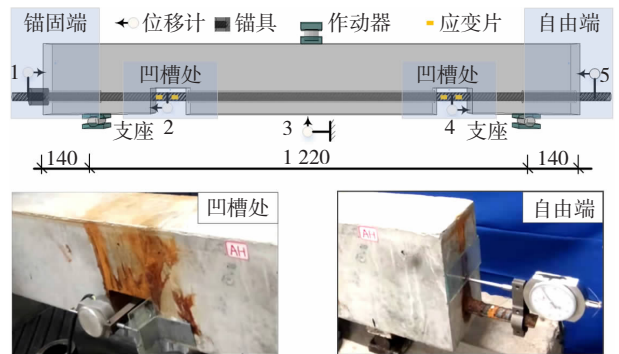 锚固端 位移计 锚具 作动器 应变片 自由端
凹槽处 凹槽处
1 5
支座 2 3 4 支座
140 1 220 140
凹槽处 自由端
AH AH